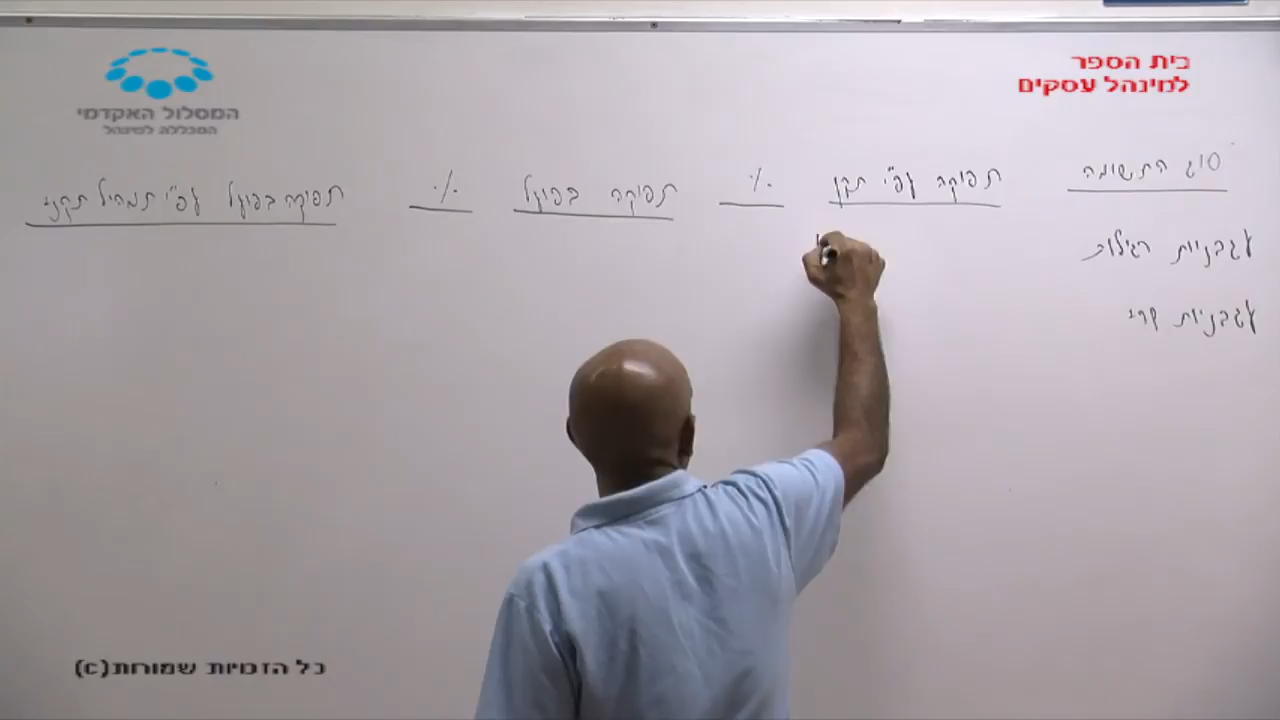 בית הספר
למינהל עסקים
המסלול האקדמי
המכללה למינהל
סוג התשומה תפוקה עפ"י תקן % תפוקה בפועל % תפוקה בפועל עפ"י תמהיל תקני
עגבניות רגילות
עגבניות שרי
כל הזכויות שמורות(c)